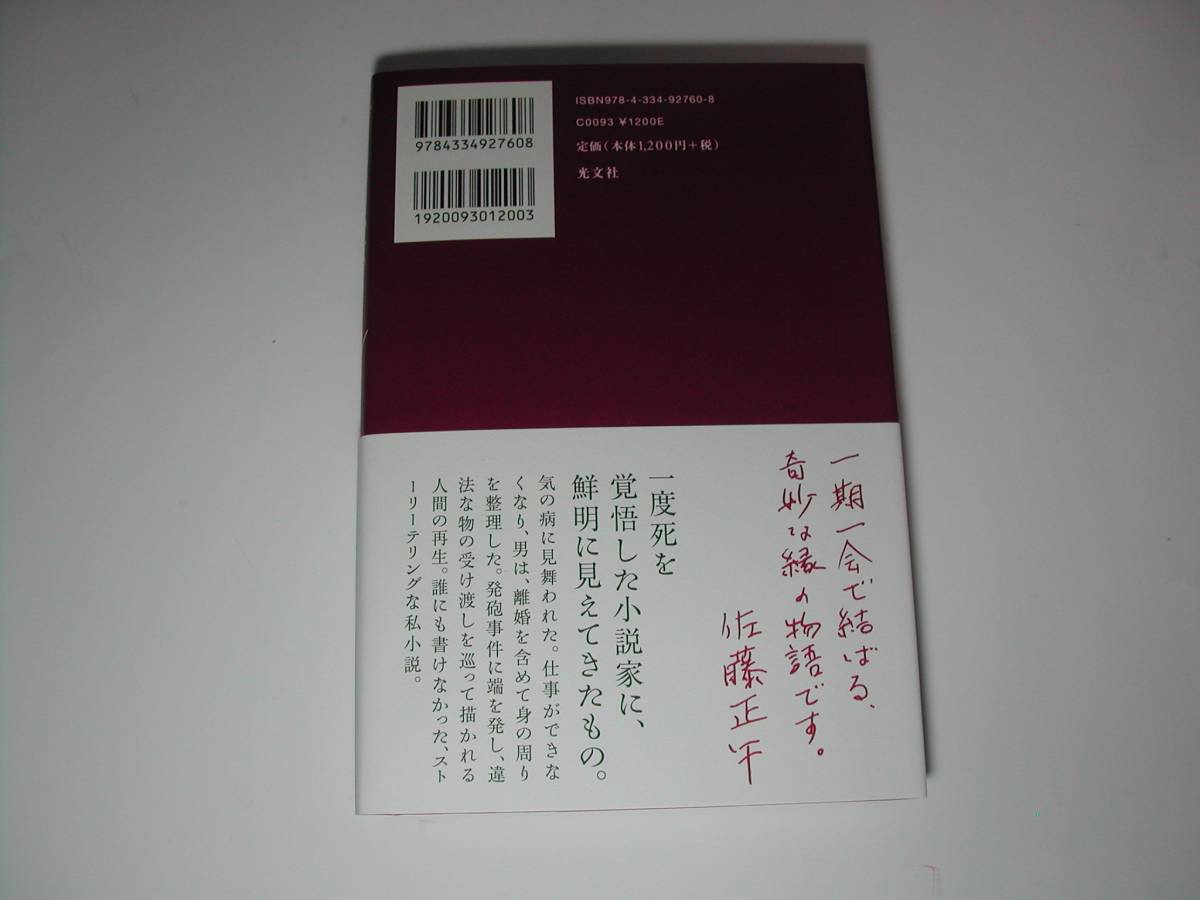 9784334927608
1920093012003
ISBN978-4-334-92760-8
C0093 ¥1200E
定価(本体1,200円+税)
光文社
一期一会で結ばる、
奇妙な縁の物語です。
佐藤正午
一度死を
覚悟した小説家に、
鮮明に見えてきたもの。
気の病に見舞われた。仕事ができな
くなり、男は、離婚を含めて身の周り
を整理した。発砲事件に端を発し、違
法な物の受け渡しを巡って描かれる
人間の再生。誰にも書けなかった、スト
ーリーテリングな私小説。